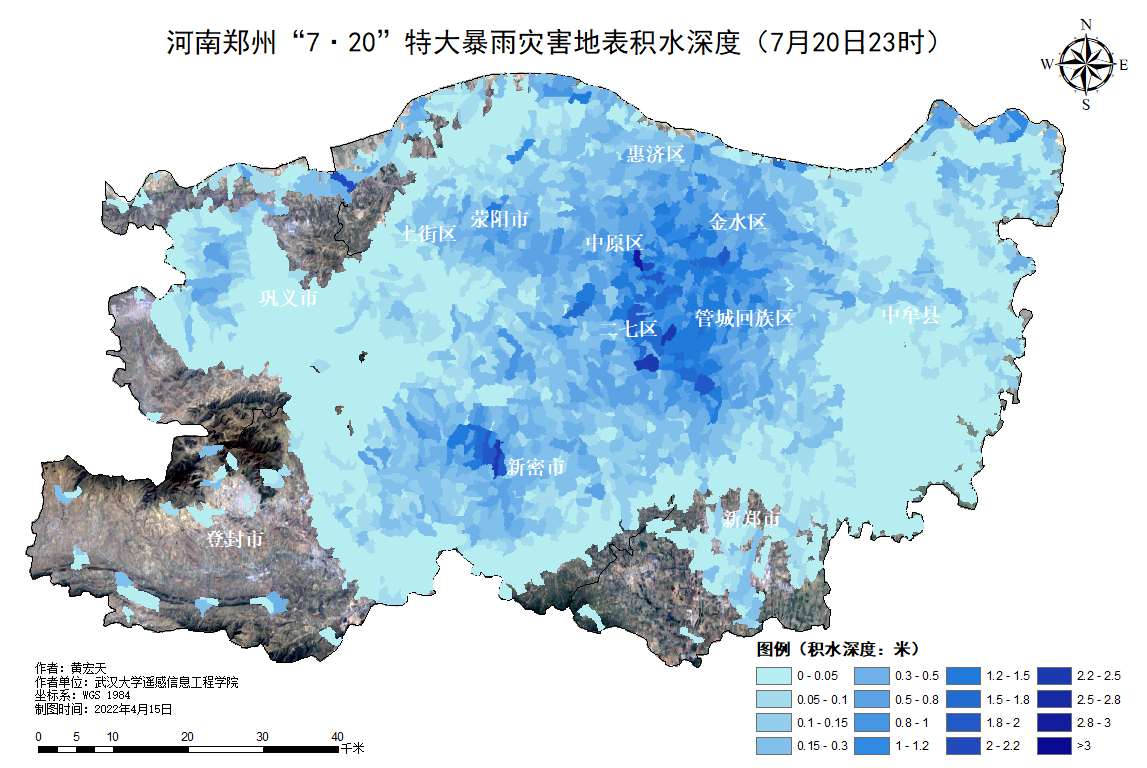 河南郑州“7·20”特大暴雨灾害地表积水深度（7月20日23时）
N
W E
S
惠济区
荥阳市
金水区
上街区
中原区
巩义市
中牟县
管城回族区
二七区
新密市
新郑市
登封市
图例（积水深度：米）
0 - 0.05 0.3 - 0.5 1.2 - 1.5 2.2 - 2.5
0.05 - 0.1 0.5 - 0.8 1.5 - 1.8 2.5 - 2.8
0.1 - 0.15 0.8 - 1 1.8 - 2 2.8 - 3
0.15 - 0.3 1 - 1.2 2 - 2.2 >3
作者：黄宏天
作者单位：武汉大学遥感信息工程学院
坐标系：WGS 1984
制图时间：2022年4月15日
0 5 10 20 30 40
千米